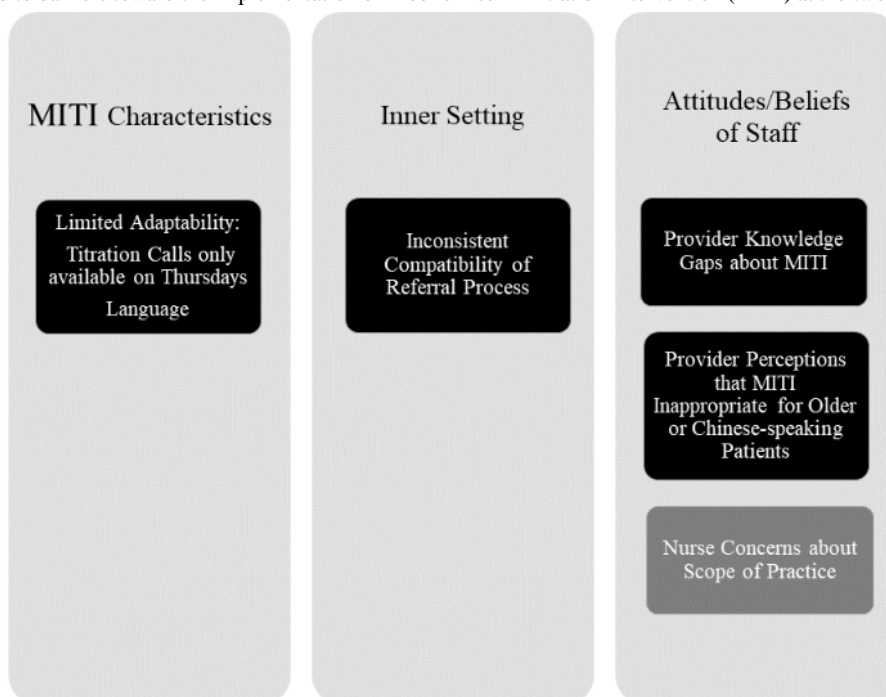 MITI Characteristics
Limited Adaptability:
Titration Calls only
available on Thursdays
Language
Inner Setting
Inconsistent
Compatibility of
Referral Process
Attitudes/Beliefs
of Staff
Provider Knowledge
Gaps about MITI
Provider Perceptions
that MITI
Inappropriate for Older
or Chinese-speaking
Patients
Nurse Concerns about
Scope of Practice